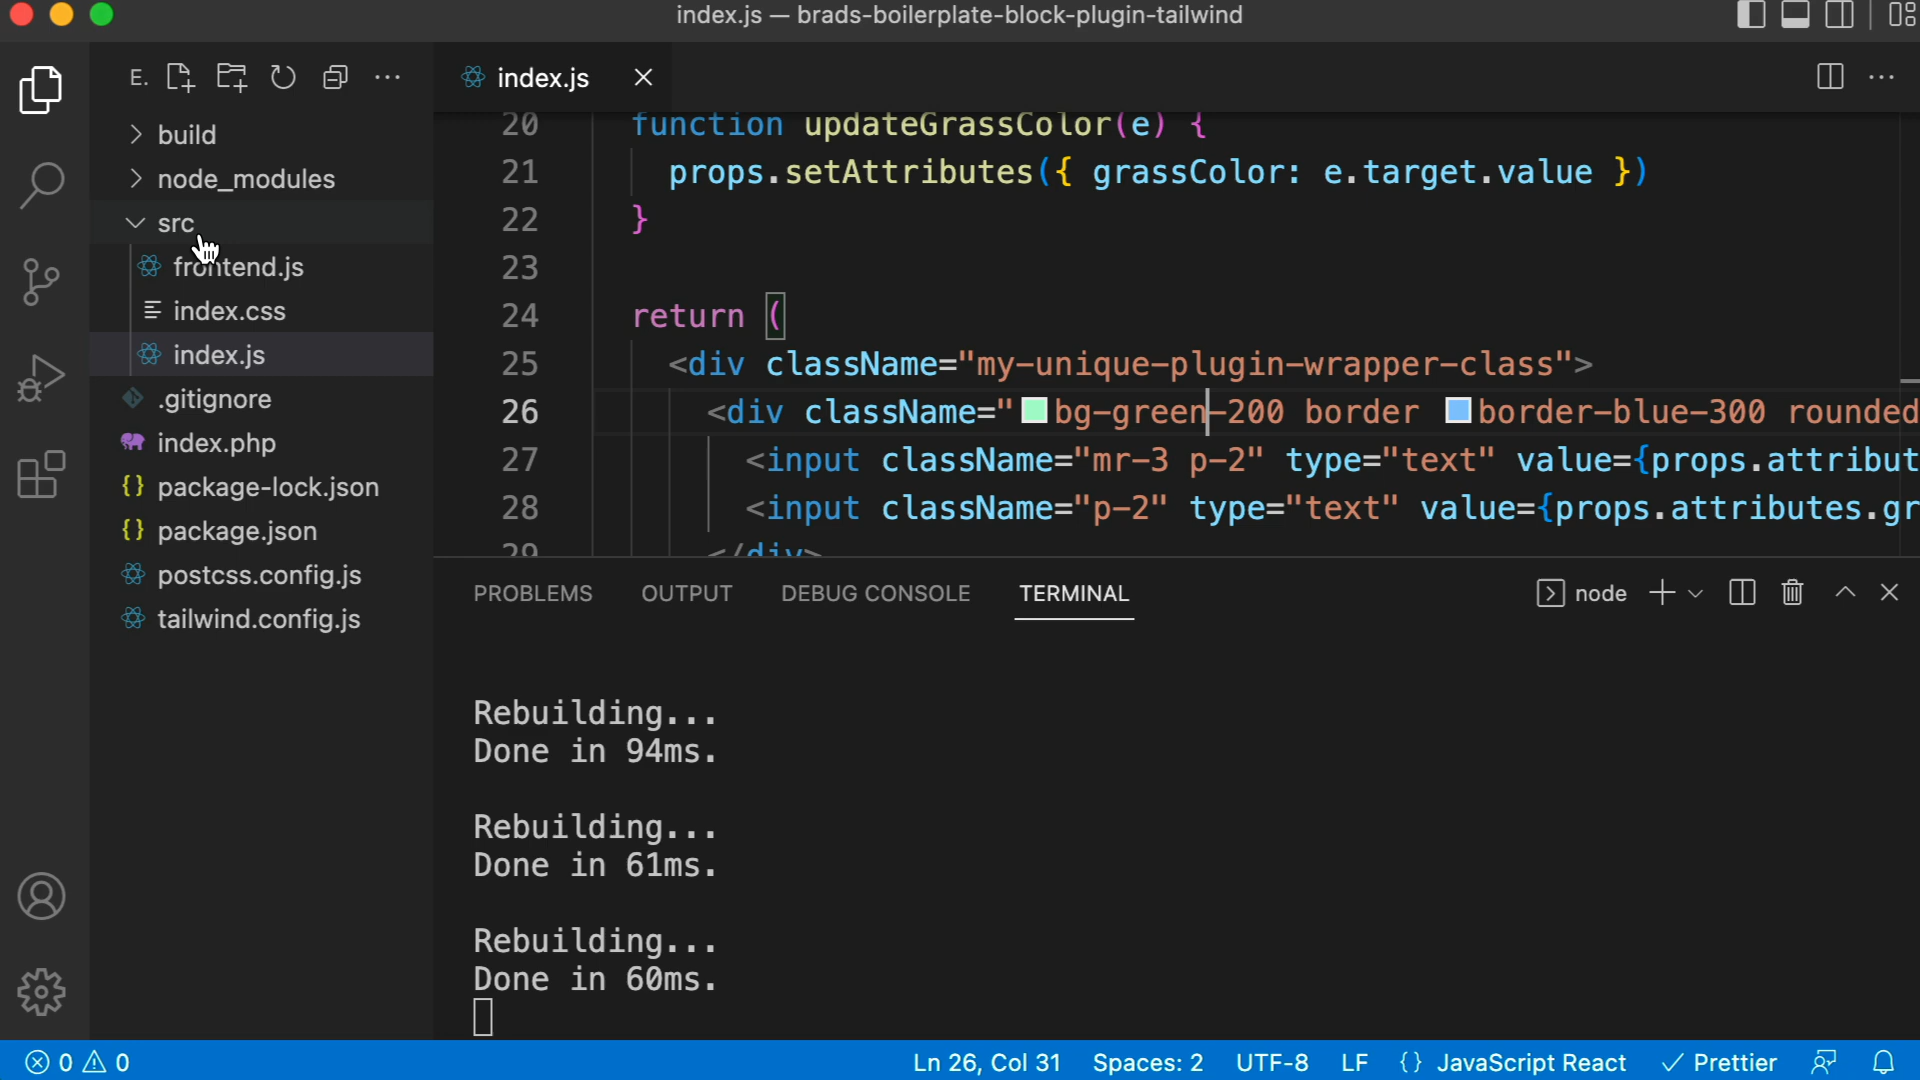 index.js — brads-boilerplate-block-plugin-tailwind
E.
index.js
build
node_modules
src
frontend.js
index.css
index.js
.gitignore
index.php
package-lock.json
package.json
postcss.config.js
tailwind.config.js
20 function updateGrassColor(e) {
21 props.setAttributes({ grassColor: e.target.value })
22 }
23
24 return (
25 <div className="my-unique-plugin-wrapper-class">
26 <div className="bg-green-200 border border-blue-300 rounded
27 <input className="mr-3 p-2" type="text" value={props.attribut
28 <input className="p-2" type="text" value={props.attributes.gr
29 </div>
PROBLEMS OUTPUT DEBUG CONSOLE TERMINAL node
Rebuilding...
Done in 94ms.
Rebuilding...
Done in 61ms.
Rebuilding...
Done in 60ms.
0 0 Ln 26, Col 31 Spaces: 2 UTF-8 LF {} JavaScript React Prettier